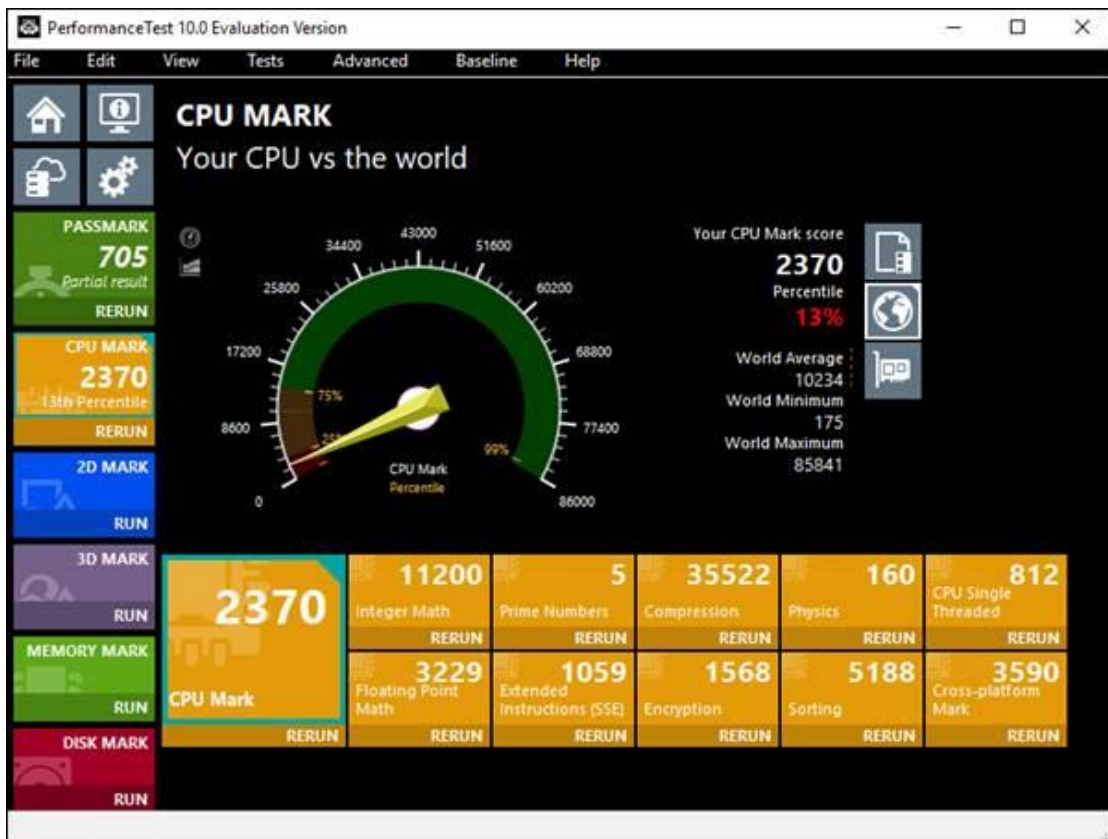 PerformanceTest 10.0 Evaluation Version
File Edit View Tests Advanced Baseline Help
CPU MARK
Your CPU vs the world
PASSMARK
705
Partial result
RERUN
CPU MARK
2370
13th Percentile
RERUN
2D MARK
RUN
3D MARK
RUN
MEMORY MARK
RUN
DISK MARK
RUN
0
8600
17200
25800
34400
43000
51600
60200
68800
77400
86000
25%
75%
99%
CPU Mark
Percentile
Your CPU Mark score
2370
Percentile
13%
World Average
10234
World Minimum
175
World Maximum
85841
2370
CPU Mark
RERUN
11200
Integer Math
RERUN
5
Prime Numbers
RERUN
35522
Compression
RERUN
160
Physics
RERUN
812
CPU Single
Threaded
RERUN
3229
Floating Point
Math
RERUN
1059
Extended
Instructions (SSE)
RERUN
1568
Encryption
RERUN
5188
Sorting
RERUN
3590
Cross-platform
Mark
RERUN